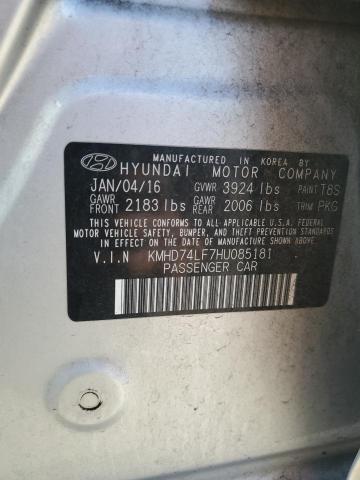 MANUFACTURED IN KOREA BY
HYUNDAI MOTOR COMPANY
JAN/04/16 GVWR 3924 lbs PAINT T8S
GAWR FRONT 2183 lbs GAWR REAR 2006 lbs TRIM PKG
THIS VEHICLE CONFORMS TO ALL APPLICABLE U.S.A. FEDERAL
MOTOR VEHICLE SAFETY, BUMPER, AND THEFT PREVENTION
STANDARDS IN EFFECT ON THE DATE OF MANUFACTURE SHOWN ABOVE.
V.I.N KMHD74LF7HU085181
PASSENGER CAR